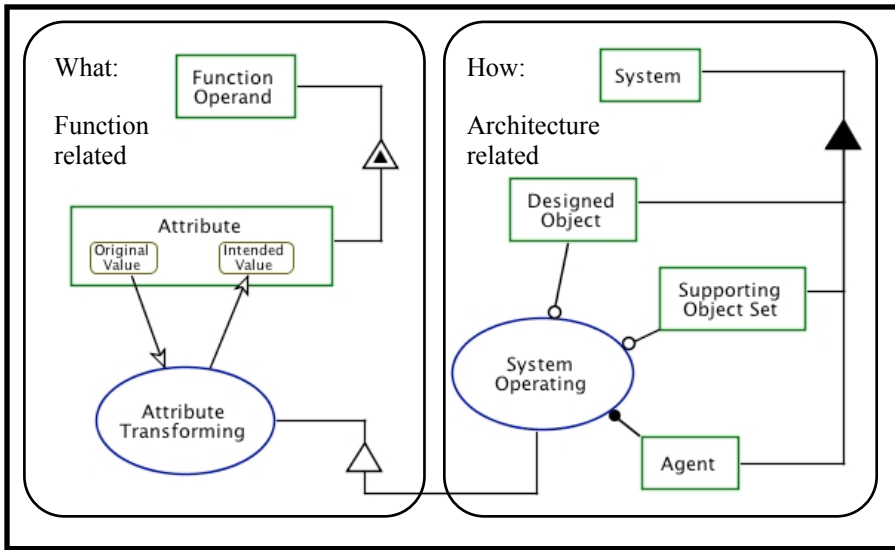 What:
Function
related
Function
Operand
Attribute
Original
Value
Intended
Value
Attribute
Transforming
How:
Architecture
related
System
Designed
Object
Supporting
Object Set
System
Operating
Agent